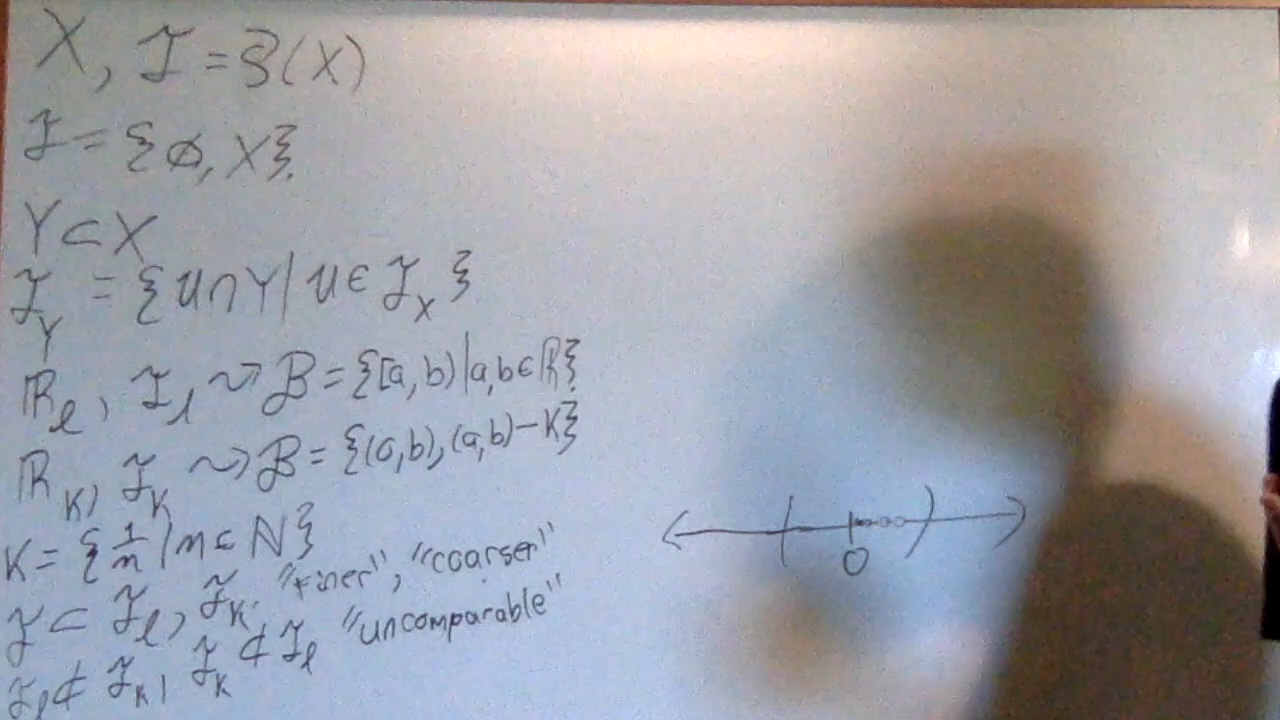 X, 𝒯 = 𝒫(X)
𝒯 = {∅, X}.
Y ⊂ X
𝒯_Y = {U ∩ Y | U ∈ 𝒯_X}
ℝ_ℓ, 𝒯_ℓ ⇝ ℬ = {[a, b) | a, b ∈ ℝ}
ℝ_K, 𝒯_K ⇝ ℬ = {(a, b), (a, b) − K}
K = {1/n | n ∈ ℕ}
𝒯 ⊂ 𝒯_ℓ, 𝒯_K. "finer", "coarser"
𝒯_ℓ ⊄ 𝒯_K, 𝒯_K ⊄ 𝒯_ℓ "uncomparable"
0